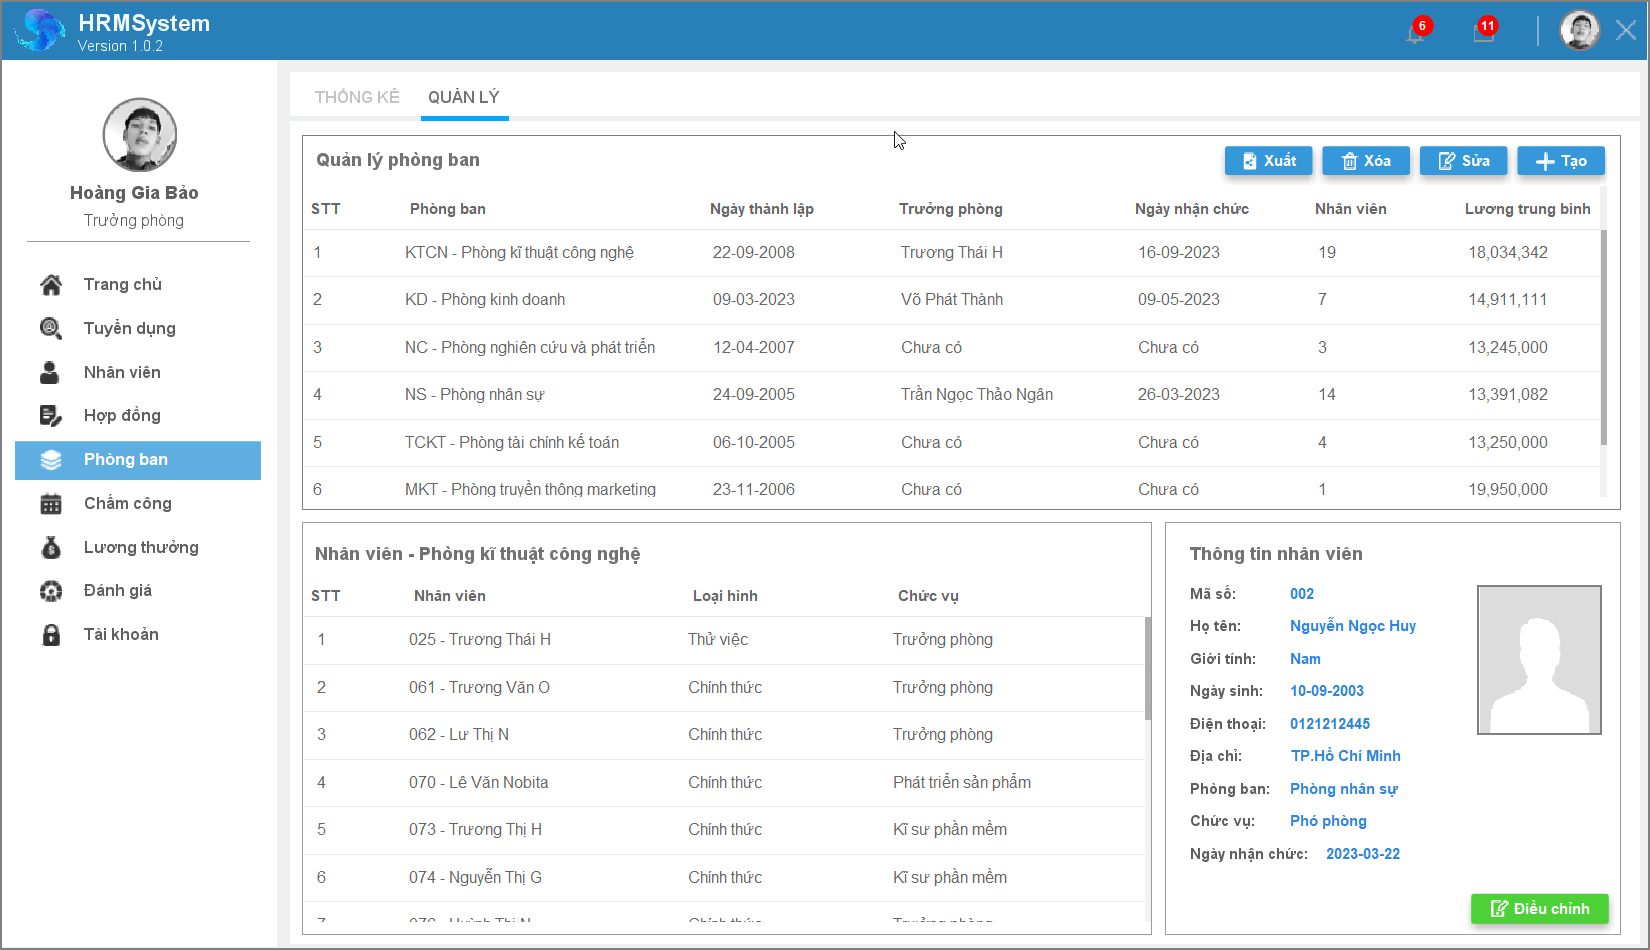 HRMSystem
Version 1.0.2
6
11
Hoàng Gia Bảo
Trưởng phòng
Trang chủ
Tuyển dụng
Nhân viên
Hợp đồng
Phòng ban
Chấm công
Lương thưởng
Đánh giá
Tài khoản
THỐNG KÊ QUẢN LÝ
Quản lý phòng ban
Xuất Xóa Sửa Tạo
STT Phòng ban Ngày thành lập Trưởng phòng Ngày nhận chức Nhân viên Lương trung bình
1 KTCN - Phòng kĩ thuật công nghệ 22-09-2008 Trương Thái H 16-09-2023 19 18,034,342
2 KD - Phòng kinh doanh 09-03-2023 Võ Phát Thành 09-05-2023 7 14,911,111
3 NC - Phòng nghiên cứu và phát triển 12-04-2007 Chưa có Chưa có 3 13,245,000
4 NS - Phòng nhân sự 24-09-2005 Trần Ngọc Thảo Ngân 26-03-2023 14 13,391,082
5 TCKT - Phòng tài chính kế toán 06-10-2005 Chưa có Chưa có 4 13,250,000
6 MKT - Phòng truyền thông marketing 23-11-2006 Chưa có Chưa có 1 19,950,000
Nhân viên - Phòng kĩ thuật công nghệ
STT Nhân viên Loại hình Chức vụ
1 025 - Trương Thái H Thử việc Trưởng phòng
2 061 - Trương Văn O Chính thức Trưởng phòng
3 062 - Lư Thị N Chính thức Trưởng phòng
4 070 - Lê Văn Nobita Chính thức Phát triển sản phẩm
5 073 - Trương Thị H Chính thức Kĩ sư phần mềm
6 074 - Nguyễn Thị G Chính thức Kĩ sư phần mềm
Thông tin nhân viên
Mã số: 002
Họ tên: Nguyễn Ngọc Huy
Giới tính: Nam
Ngày sinh: 10-09-2003
Điện thoại: 0121212445
Địa chỉ: TP.Hồ Chí Minh
Phòng ban: Phòng nhân sự
Chức vụ: Phó phòng
Ngày nhận chức: 2023-03-22
Điều chỉnh